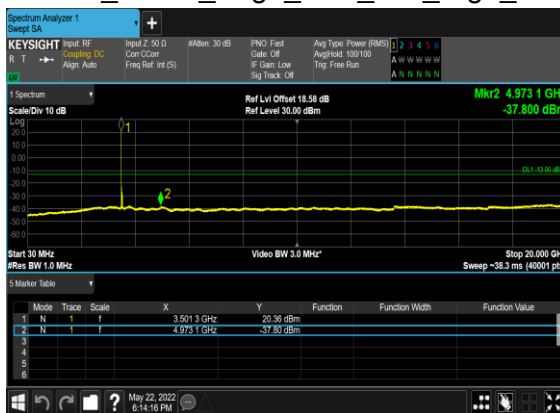 Spectrum Analyzer 1
Swept SA
KEYSIGHT Input: RF Input Z: 50 Ω #Atten: 30 dB PNO: Fast Avg Type: Power (RMS) 1 2 3 4 5 6
R T Coupling: DC Corr CCorr Gate: Off Avg|Hold: 100/100 A W W W W W
Align: Auto Freq Ref: Int (S) IF Gain: Low Trig: Free Run A N N N N N
Sig Track: Off
LU
1 Spectrum Ref Lvl Offset 18.58 dB Mkr2 4.973 1 GH
Scale/Div 10 dB Ref Level 30.00 dBm -37.800 dBr
Log
20.0
10.0
0.00
-10.0
DL1 -13.00 dB
-20.0
-30.0
-40.0
-50.0
-60.0
1
2
Start 30 MHz Video BW 3.0 MHz* Stop 20.000 GH
#Res BW 1.0 MHz Sweep ~38.3 ms (40001 pt
5 Marker Table
Mode Trace Scale X Y Function Function Width Function Value
1 N 1 f 3.501 3 GHz 20.36 dBm
2 N 1 f 4.973 1 GHz -37.80 dBm
3
4
5
6
? May 22, 2022
6:14:16 PM